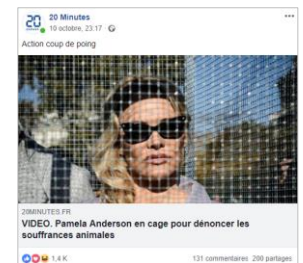 20
20 Minutes
10 octobre, 23:17
Action coup de poing
20MINUTES.FR
VIDEO. Pamela Anderson en cage pour dénoncer les
souffrances animales
1,4 K
131 commentaires 200 partages